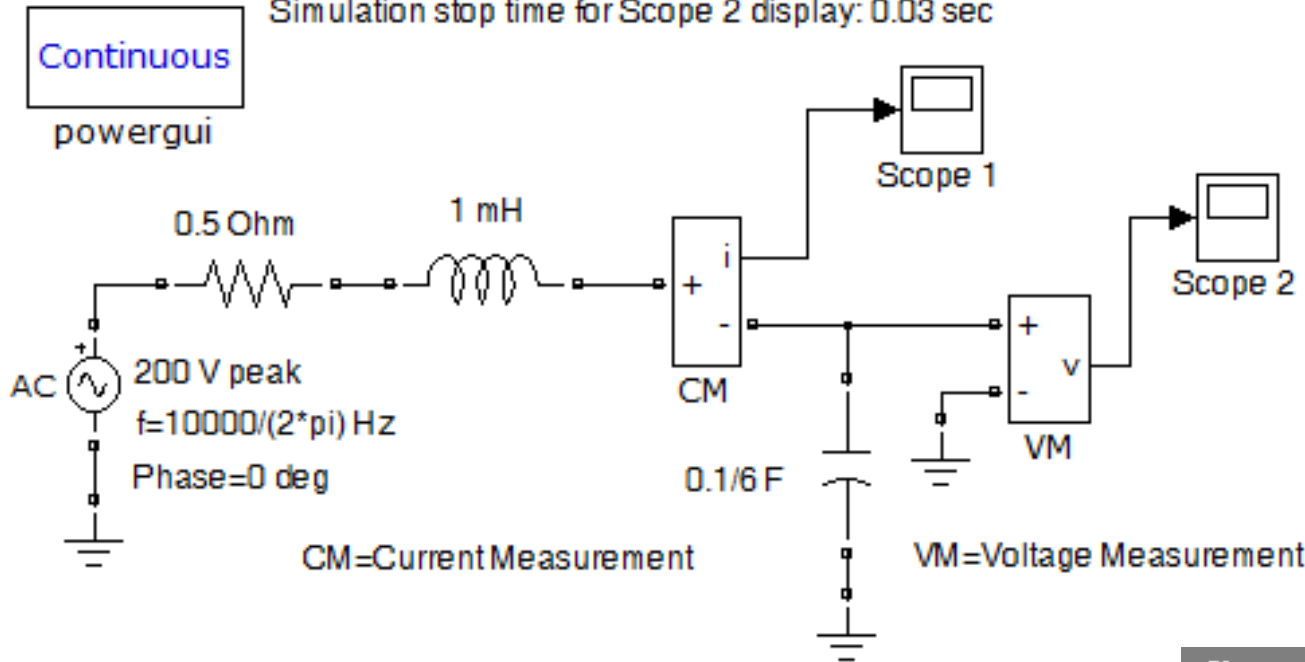 Simulation stop time for Scope 2 display: 0.03 sec
Continuous
powergui
Scope 1
0.5 Ohm
1 mH
i
+
-
CM
Scope 2
+
v
-
VM
+
AC
200 V peak
f=10000/(2*pi) Hz
Phase=0 deg
0.1/6 F
CM=Current Measurement
VM=Voltage Measurement